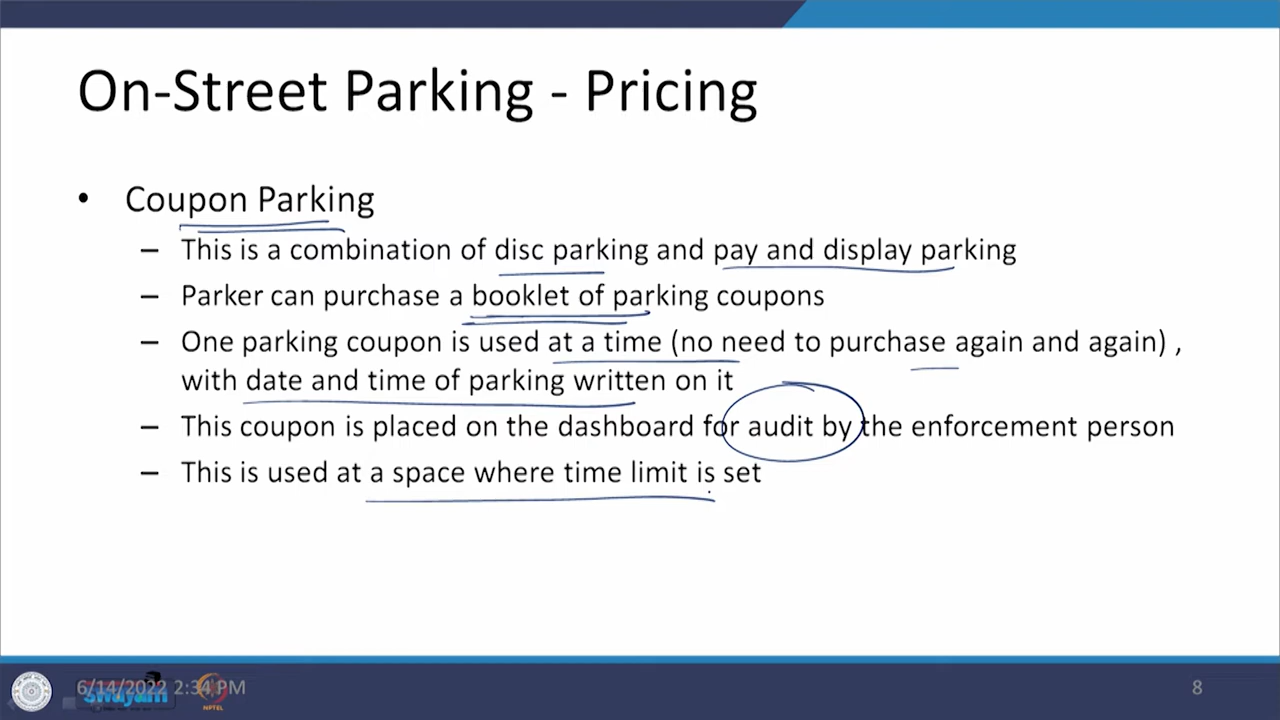 On-Street Parking - Pricing
• Coupon Parking
– This is a combination of disc parking and pay and display parking
– Parker can purchase a booklet of parking coupons
– One parking coupon is used at a time (no need to purchase again and again) ,
with date and time of parking written on it
– This coupon is placed on the dashboard for audit by the enforcement person
– This is used at a space where time limit is set
6/14/2022 2:34 PM
swayam
NPTEL
8